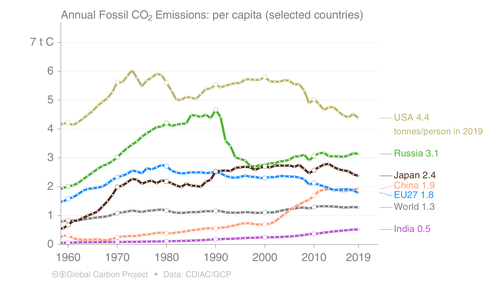 Annual Fossil CO₂ Emissions: per capita (selected countries)
7 t C
6
5
4
3
2
1
0
1960
1970
1980
1990
2000
2010
2019
USA 4.4
tonnes/person in 2019
Russia 3.1
Japan 2.4
China 1.9
EU27 1.8
World 1.3
India 0.5
Global Carbon Project • Data: CDIAC/GCP